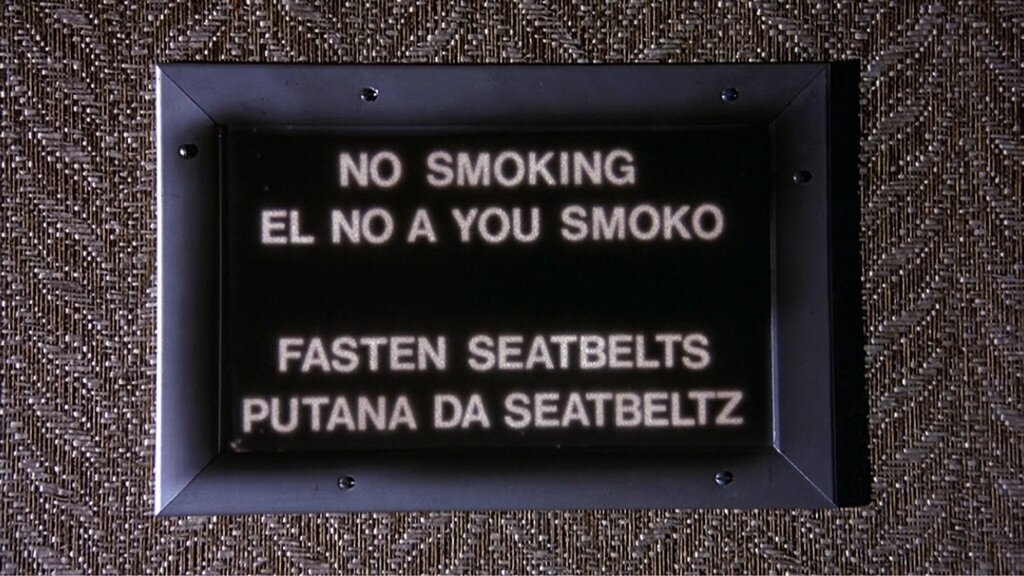 NO SMOKING
EL NO A YOU SMOKO
FASTEN SEATBELTS
PUTANA DA SEATBELTZ